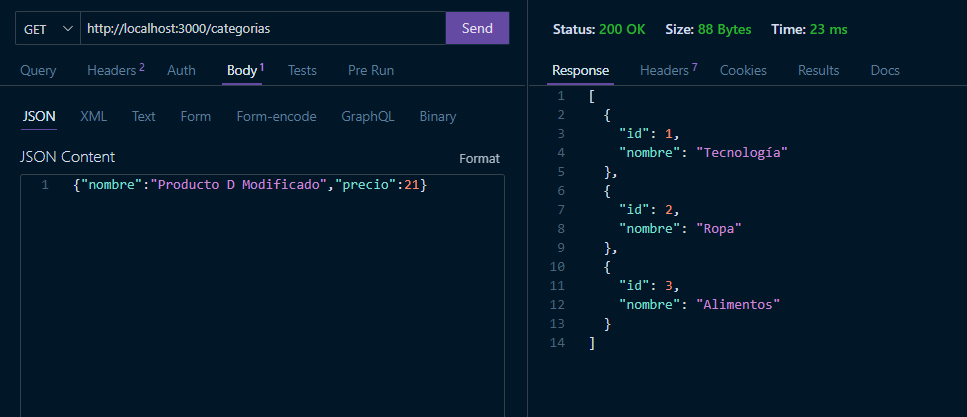 GET http://localhost:3000/categorias Send
Query Headers 2 Auth Body 1 Tests Pre Run
JSON XML Text Form Form-encode GraphQL Binary
JSON Content Format
1 {"nombre":"Producto D Modificado","precio":21}
Status: 200 OK Size: 88 Bytes Time: 23 ms
Response Headers 7 Cookies Results Docs
1 [
2 {
3 "id": 1,
4 "nombre": "Tecnología"
5 },
6 {
7 "id": 2,
8 "nombre": "Ropa"
9 },
10 {
11 "id": 3,
12 "nombre": "Alimentos"
13 }
14 ]